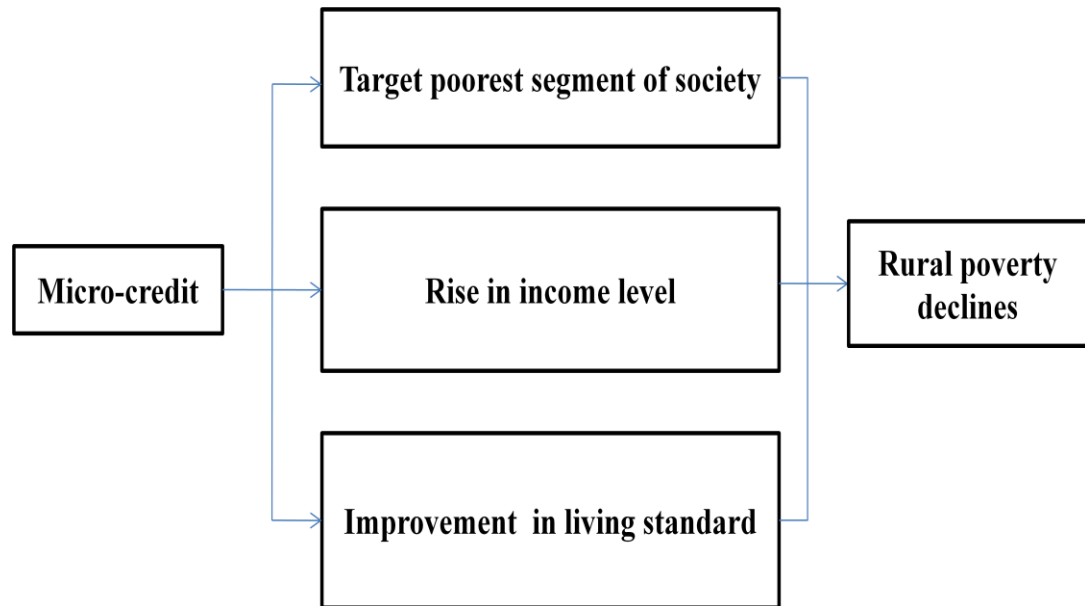 Target poorest segment of society
Micro-credit
Rise in income level
Rural poverty
declines
Improvement in living standard